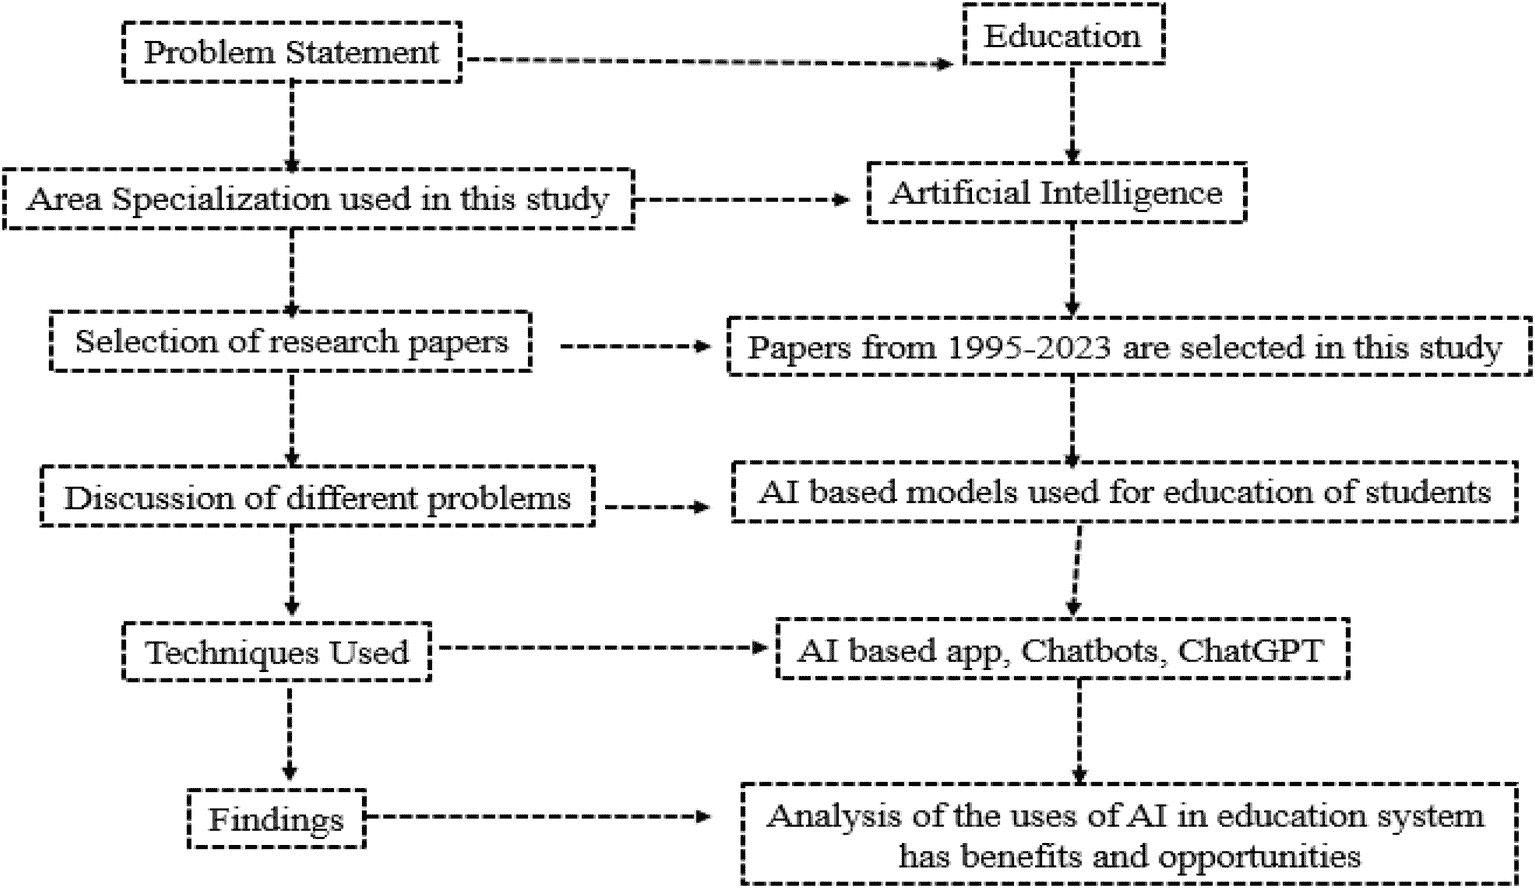 Problem Statement
Education
Area Specialization used in this study
Artificial Intelligence
Selection of research papers
Papers from 1995-2023 are selected in this study
Discussion of different problems
AI based models used for education of students
Techniques Used
AI based app, Chatbots, ChatGPT
Findings
Analysis of the uses of AI in education system
has benefits and opportunities